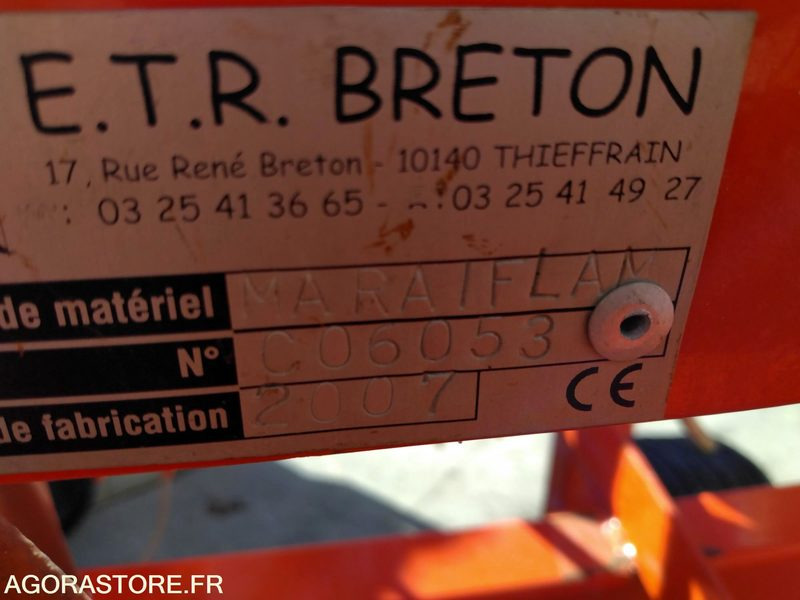 E.T.R. BRETON
17, Rue René Breton - 10140 THIEFFRAIN
: 03 25 41 36 65 - : 03 25 41 49 27
de matériel MARAIFLAM
N° C06053
de fabrication 2007
CE
AGORASTORE.FR